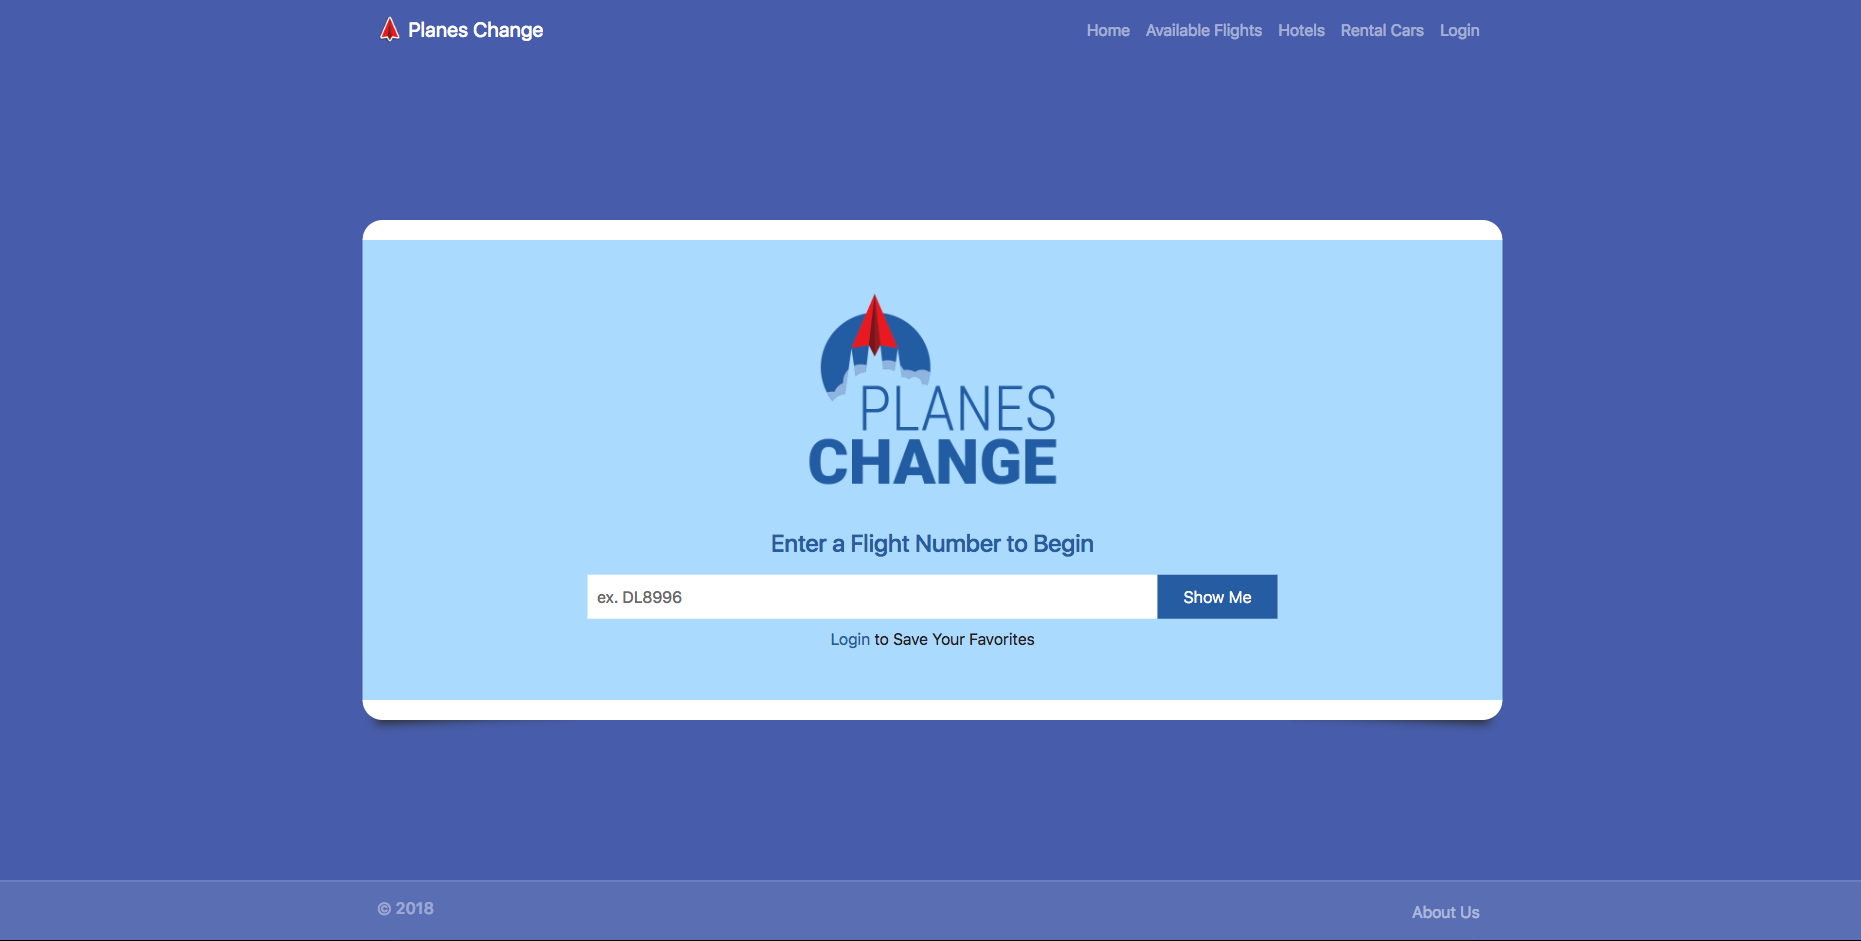 Planes Change
Home Available Flights Hotels Rental Cars Login
PLANES
CHANGE
Enter a Flight Number to Begin
ex. DL8996 Show Me
Login to Save Your Favorites
© 2018
About Us